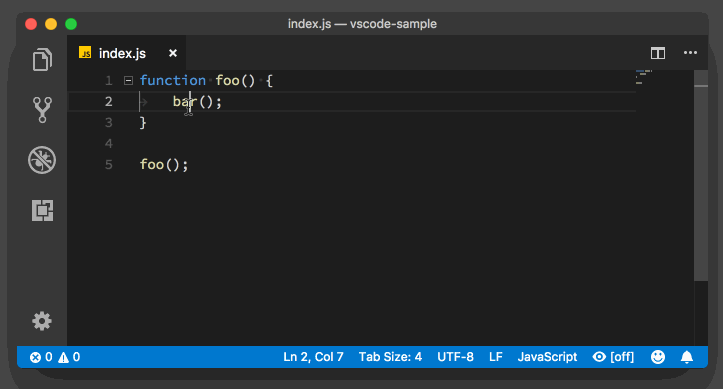 index.js — vscode-sample
JS index.js
1 function foo() {
2 bar();
3 }
4
5 foo();
0 0 Ln 2, Col 7 Tab Size: 4 UTF-8 LF JavaScript [off]